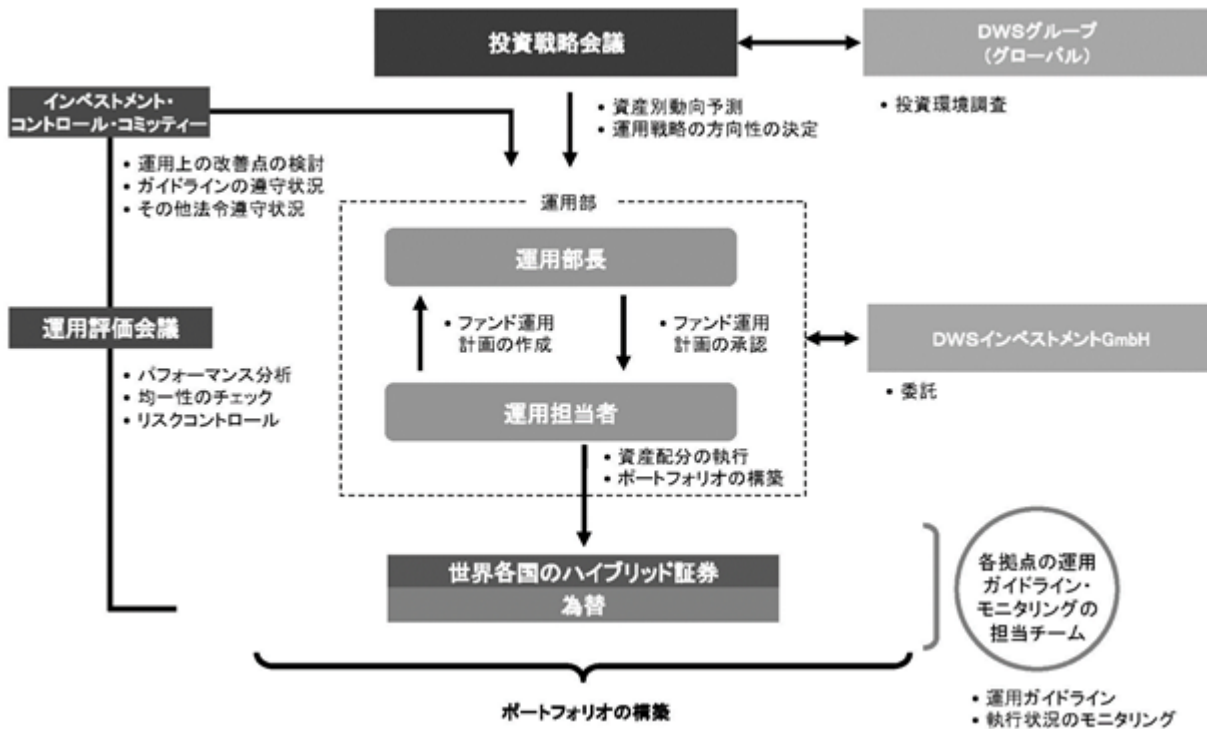 投資戦略会議
DWSグループ
(グローバル)
• 投資環境調査
インベストメント・
コントロール・コミッティー
• 資産別動向予測
• 運用戦略の方向性の決定
• 運用上の改善点の検討
• ガイドラインの遵守状況
• その他法令遵守状況
運用部
運用部長
• ファンド運用
計画の作成
• ファンド運用
計画の承認
運用評価会議
• パフォーマンス分析
• 均一性のチェック
• リスクコントロール
DWSインベストメントGmbH
• 委託
運用担当者
• 資産配分の執行
• ポートフォリオの構築
世界各国のハイブリッド証券
為替
各拠点の運用
ガイドライン・
モニタリングの
担当チーム
• 運用ガイドライン
• 執行状況のモニタリング
ポートフォリオの構築